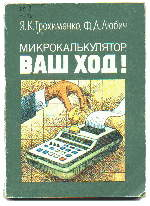 Я.К.Трохименко, Ф.Д.Любич
МИКРОКАЛЬКУЛЯТОР,
ВАШ ХОД!